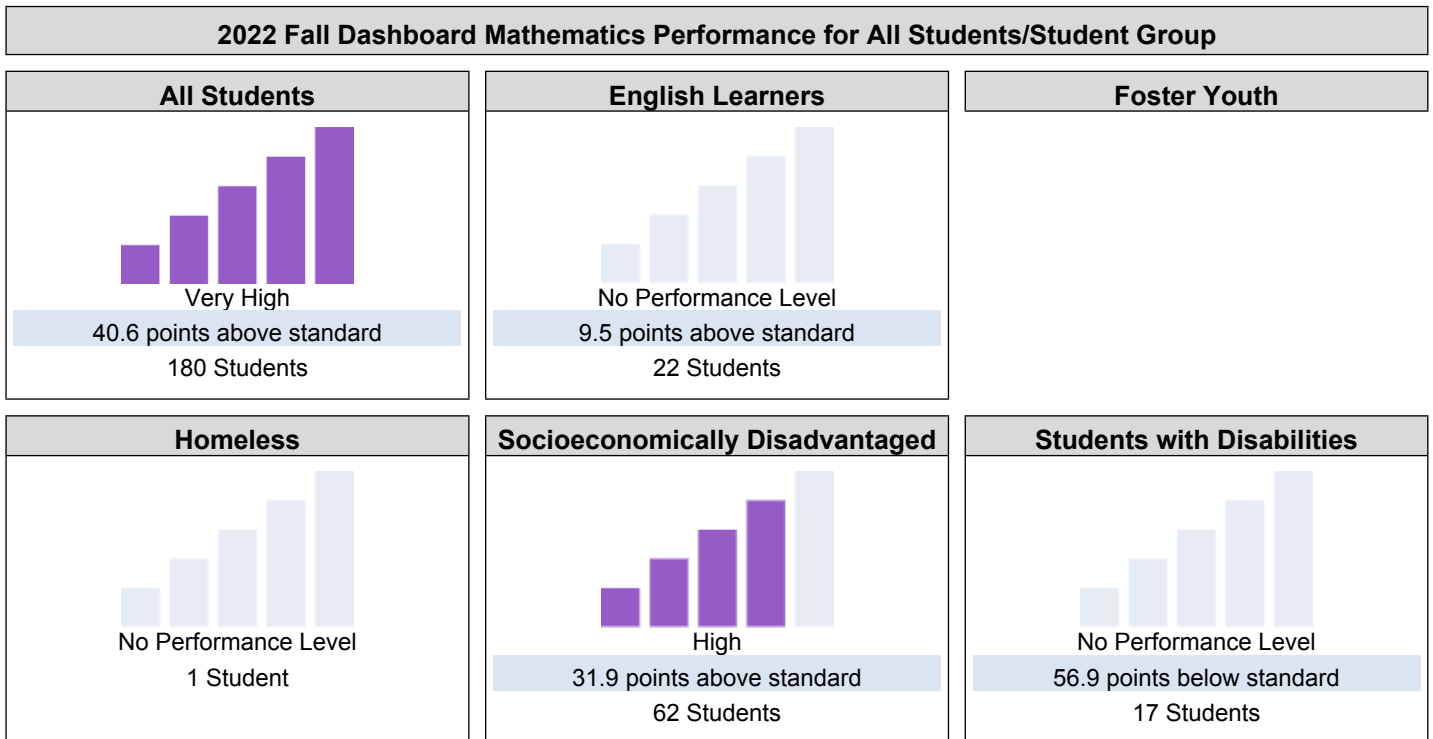 2022 Fall Dashboard Mathematics Performance for All Students/Student Group
All Students
Very High
40.6 points above standard
180 Students
English Learners
No Performance Level
9.5 points above standard
22 Students
Foster Youth
Homeless
No Performance Level
1 Student
Socioeconomically Disadvantaged
High
31.9 points above standard
62 Students
Students with Disabilities
No Performance Level
56.9 points below standard
17 Students